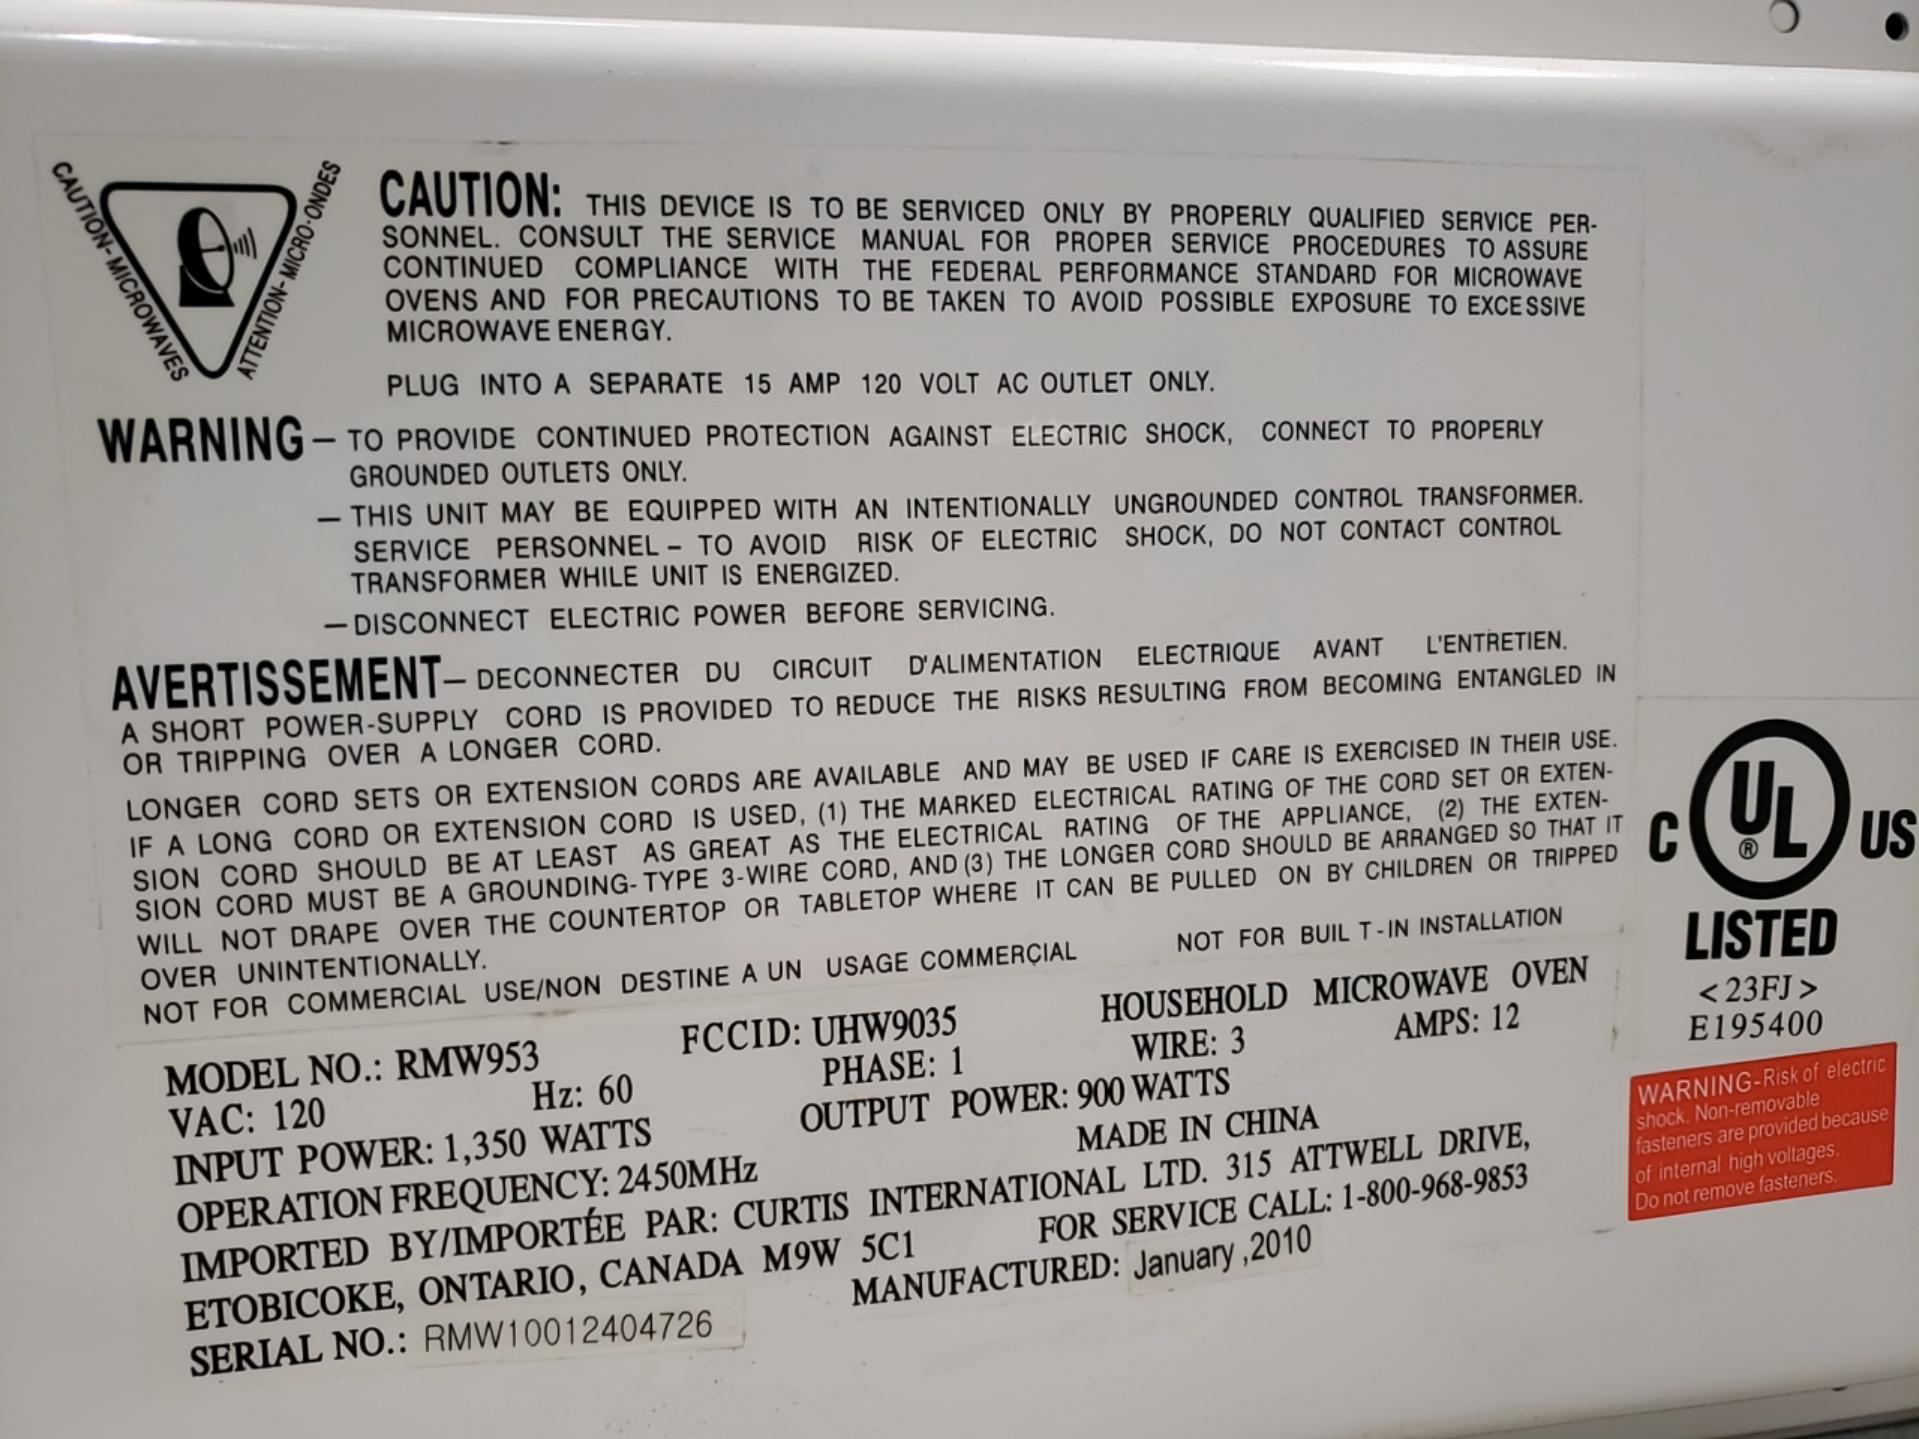 CAUTION- MICROWAVES
ATTENTION- MICRO-ONDES
CAUTION: THIS DEVICE IS TO BE SERVICED ONLY BY PROPERLY QUALIFIED SERVICE PER-
SONNEL. CONSULT THE SERVICE MANUAL FOR PROPER SERVICE PROCEDURES TO ASSURE
CONTINUED COMPLIANCE WITH THE FEDERAL PERFORMANCE STANDARD FOR MICROWAVE
OVENS AND FOR PRECAUTIONS TO BE TAKEN TO AVOID POSSIBLE EXPOSURE TO EXCESSIVE
MICROWAVE ENERGY.
PLUG INTO A SEPARATE 15 AMP 120 VOLT AC OUTLET ONLY.
WARNING – TO PROVIDE CONTINUED PROTECTION AGAINST ELECTRIC SHOCK, CONNECT TO PROPERLY
GROUNDED OUTLETS ONLY.
– THIS UNIT MAY BE EQUIPPED WITH AN INTENTIONALLY UNGROUNDED CONTROL TRANSFORMER.
SERVICE PERSONNEL – TO AVOID RISK OF ELECTRIC SHOCK, DO NOT CONTACT CONTROL
TRANSFORMER WHILE UNIT IS ENERGIZED.
– DISCONNECT ELECTRIC POWER BEFORE SERVICING.
AVERTISSEMENT – DECONNECTER DU CIRCUIT D'ALIMENTATION ELECTRIQUE AVANT L'ENTRETIEN.
A SHORT POWER-SUPPLY CORD IS PROVIDED TO REDUCE THE RISKS RESULTING FROM BECOMING ENTANGLED IN
OR TRIPPING OVER A LONGER CORD.
LONGER CORD SETS OR EXTENSION CORDS ARE AVAILABLE AND MAY BE USED IF CARE IS EXERCISED IN THEIR USE.
IF A LONG CORD OR EXTENSION CORD IS USED, (1) THE MARKED ELECTRICAL RATING OF THE CORD SET OR EXTEN-
SION CORD SHOULD BE AT LEAST AS GREAT AS THE ELECTRICAL RATING OF THE APPLIANCE, (2) THE EXTEN-
SION CORD MUST BE A GROUNDING-TYPE 3-WIRE CORD, AND (3) THE LONGER CORD SHOULD BE ARRANGED SO THAT IT
WILL NOT DRAPE OVER THE COUNTERTOP OR TABLETOP WHERE IT CAN BE PULLED ON BY CHILDREN OR TRIPPED
OVER UNINTENTIONALLY.
NOT FOR COMMERCIAL USE/NON DESTINE A UN USAGE COMMERÇIAL NOT FOR BUIL T-IN INSTALLATION
MODEL NO.: RMW953 FCCID: UHW9035 HOUSEHOLD MICROWAVE OVEN
VAC: 120 Hz: 60 PHASE: 1 WIRE: 3 AMPS: 12
INPUT POWER: 1,350 WATTS OUTPUT POWER: 900 WATTS
OPERATION FREQUENCY: 2450MHz MADE IN CHINA
IMPORTED BY/IMPORTÉE PAR: CURTIS INTERNATIONAL LTD. 315 ATTWELL DRIVE,
ETOBICOKE, ONTARIO, CANADA M9W 5C1 FOR SERVICE CALL: 1-800-968-9853
SERIAL NO.: RMW10012404726 MANUFACTURED: January ,2010
C UL ® US
LISTED
<23FJ>
E195400
WARNING-Risk of electric
shock. Non-removable
fasteners are provided because
of internal high voltages.
Do not remove fasteners.